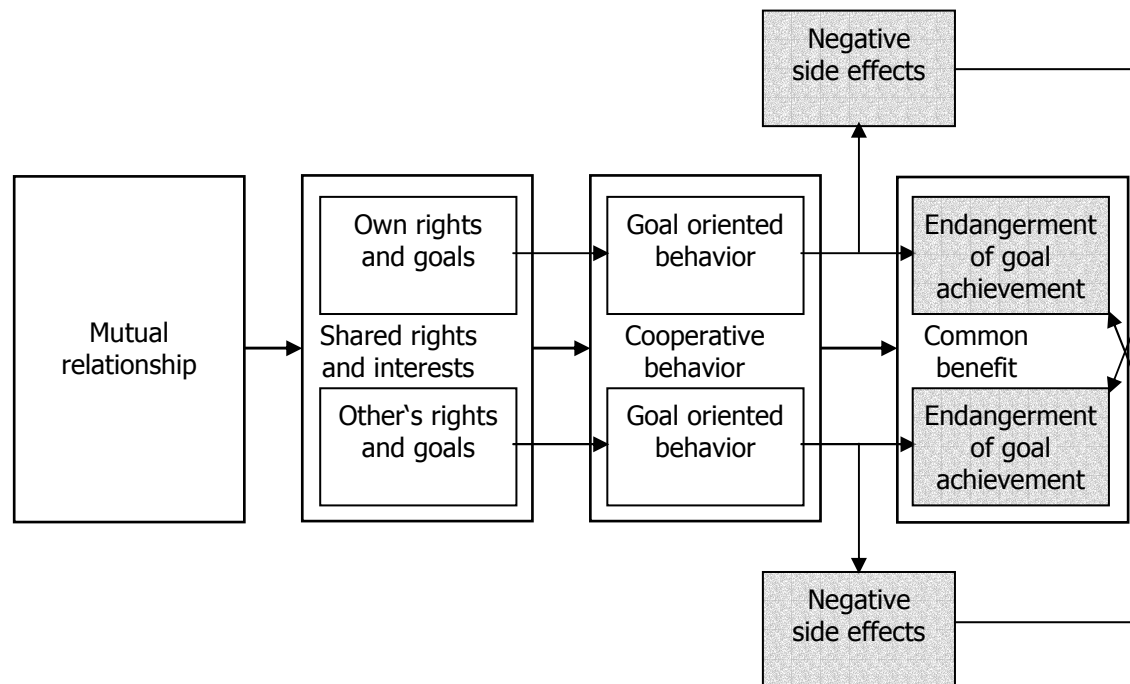 Negative
side effects
Mutual
relationship
Own rights
and goals
Shared rights
and interests
Other‘s rights
and goals
Goal oriented
behavior
Cooperative
behavior
Goal oriented
behavior
Endangerment
of goal
achievement
Common
benefit
Endangerment
of goal
achievement
Negative
side effects